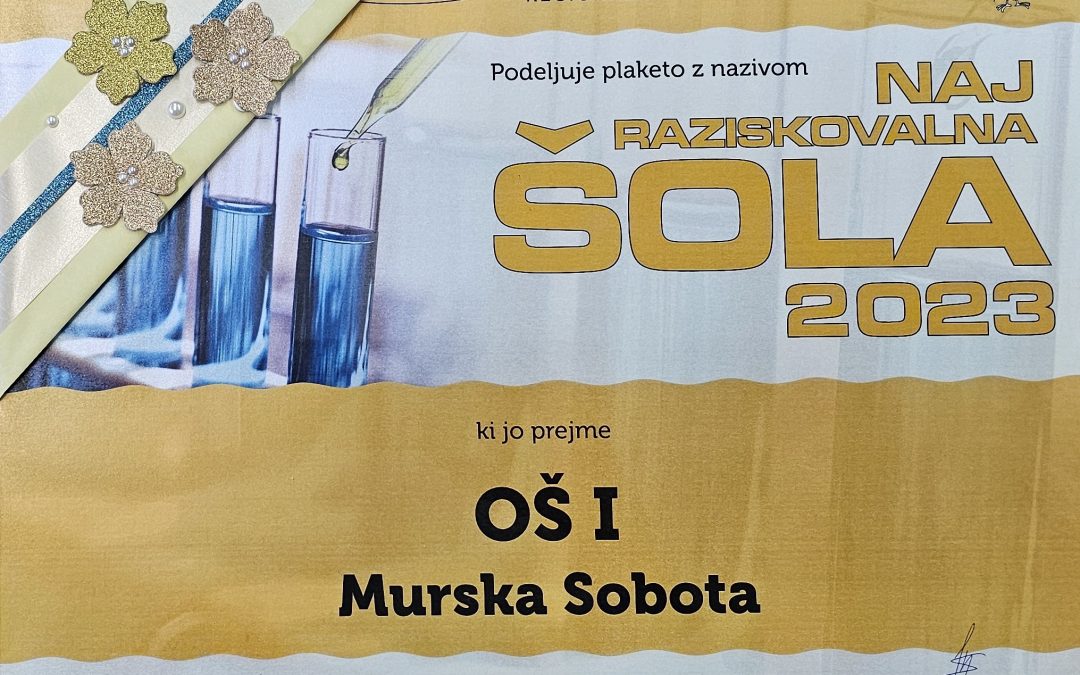 Podeljuje plaketo z nazivom
NAJ
RAZISKOVALNA
ŠOLA
2023
ki jo prejme
OŠ I
Murska Sobota